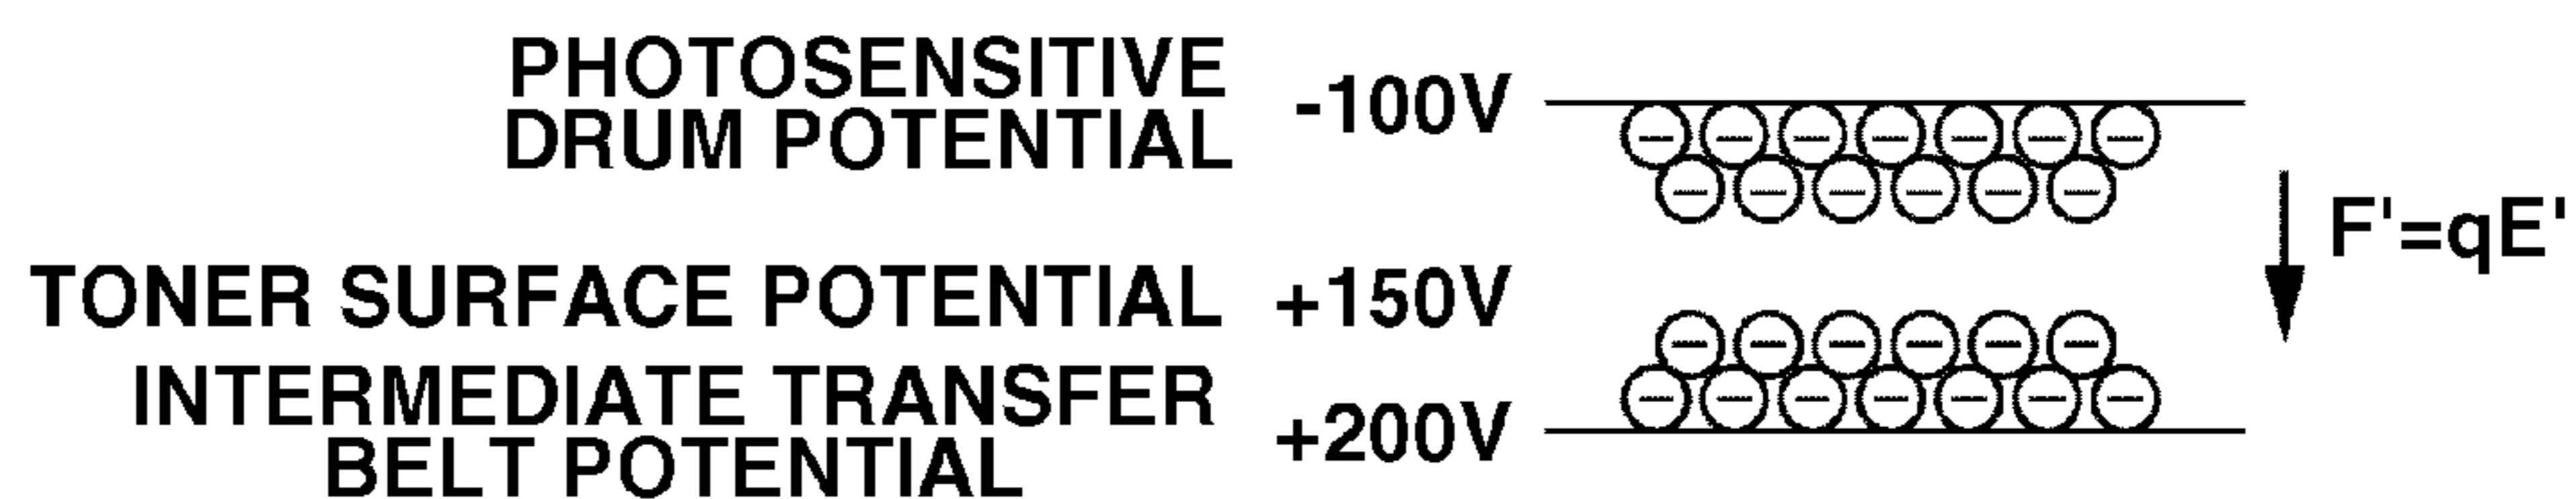 PHOTOSENSITIVE
DRUM POTENTIAL -100V
F'=qE'
TONER SURFACE POTENTIAL +150V
INTERMEDIATE TRANSFER
BELT POTENTIAL +200V